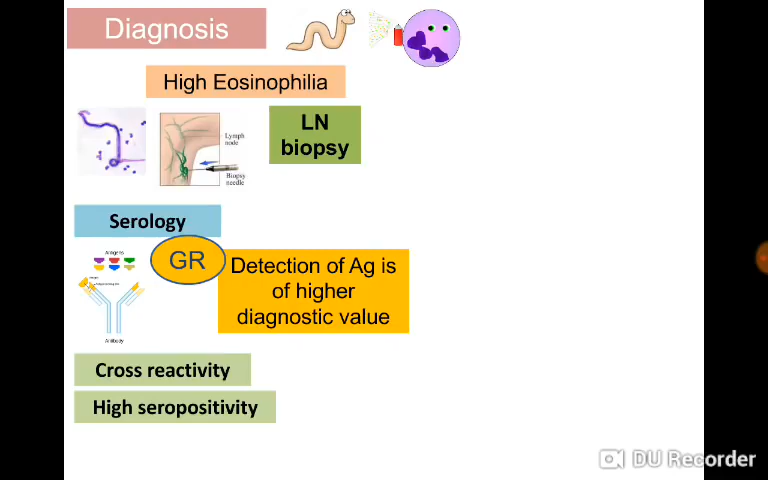 Diagnosis
High Eosinophilia
Lymph
node
Biopsy
needle
LN
biopsy
Serology
GR
Antigens
Antibody
Detection of Ag is
of higher
diagnostic value
Cross reactivity
High seropositivity
DU Recorder